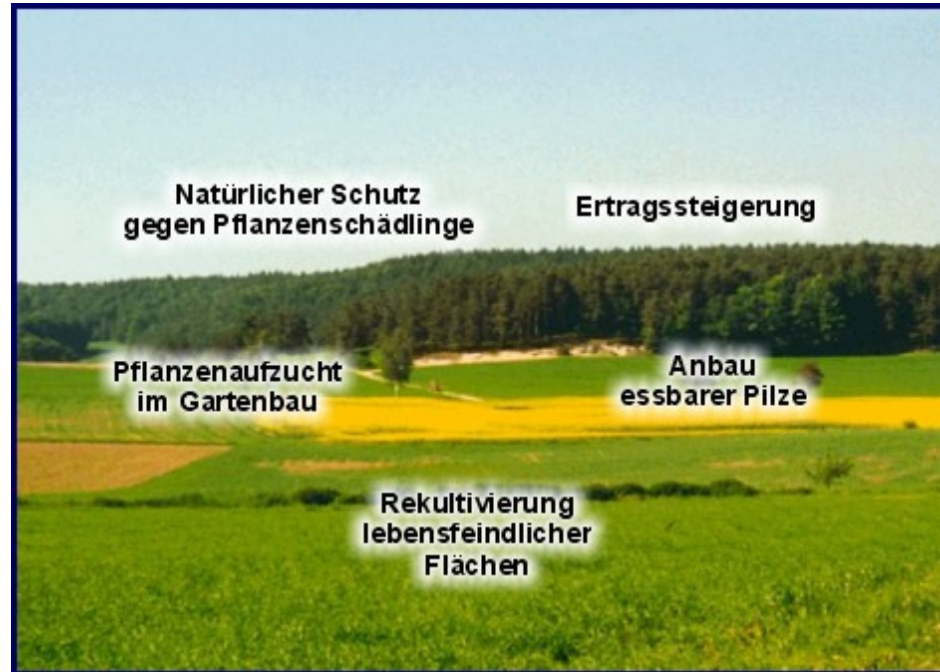 Natürlicher Schutz
gegen Pflanzenschädlinge
Ertragssteigerung
Pflanzenaufzucht
im Gartenbau
Anbau
essbarer Pilze
Rekultivierung
lebensfeindlicher
Flächen